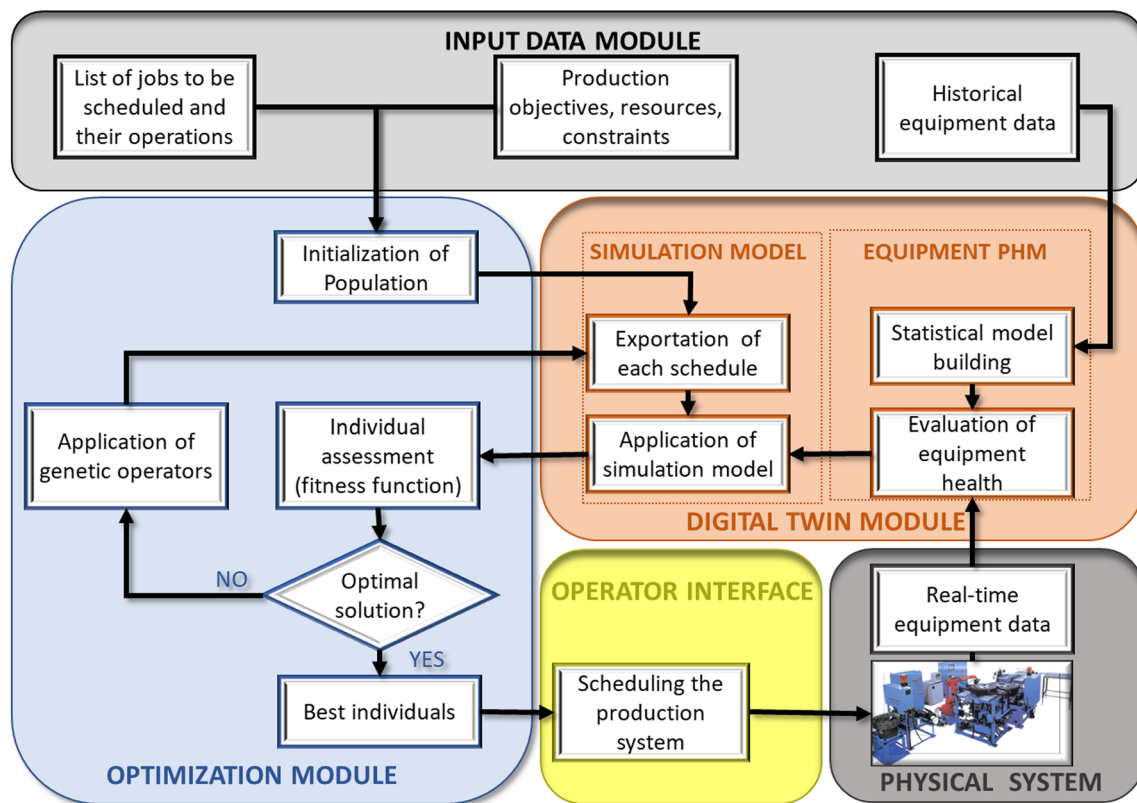 INPUT DATA MODULE
List of jobs to be
scheduled and
their operations
Production
objectives, resources,
constraints
Historical
equipment data
Initialization of
Population
SIMULATION MODEL
EQUIPMENT PHM
Exportation of
each schedule
Statistical model
building
Application of
genetic operators
Individual
assessment
(fitness function)
Application of
simulation model
Evaluation of
equipment
health
DIGITAL TWIN MODULE
NO
Optimal
solution?
YES
OPERATOR INTERFACE
Real-time
equipment data
Best individuals
Scheduling the
production
system
OPTIMIZATION MODULE
PHYSICAL SYSTEM